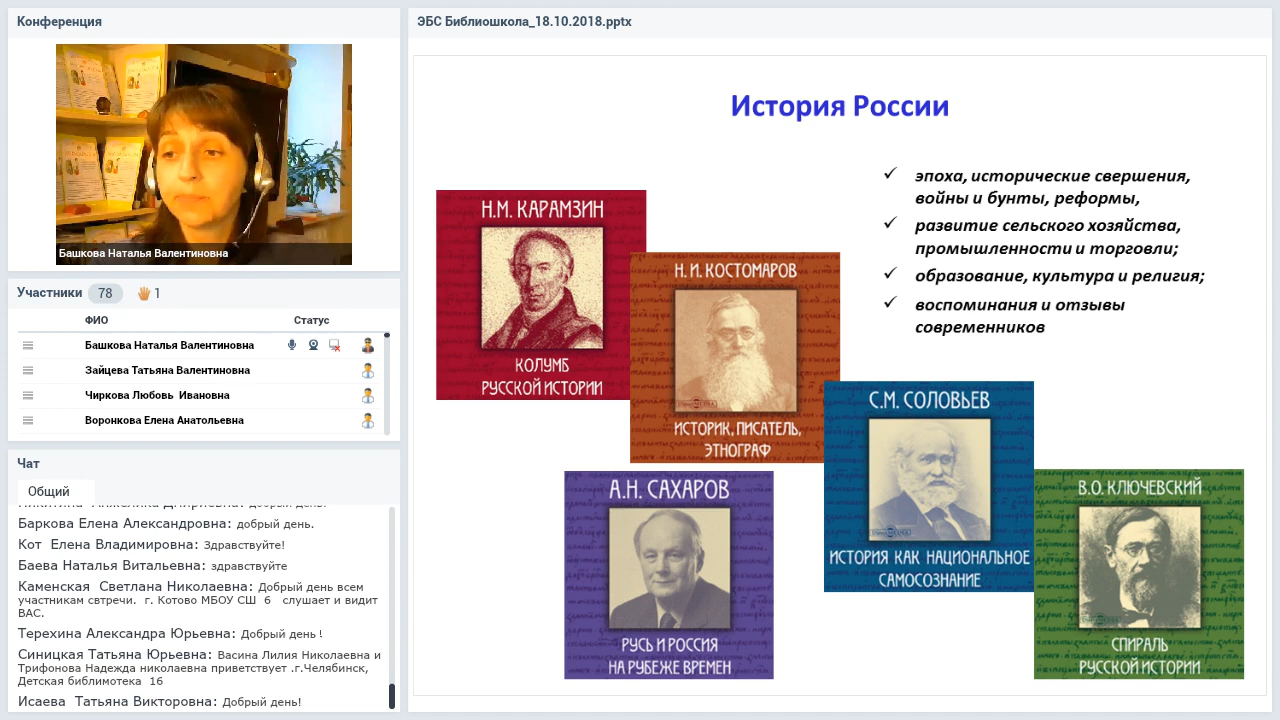 Конференция
Башкова Наталья Валентиновна
Участники 78 1
ФИО Статус
Башкова Наталья Валентиновна
Зайцева Татьяна Валентиновна
Чиркова Любовь Ивановна
Воронкова Елена Анатольевна
Чат
Общий
Баркова Елена Александровна: добрый день.
Кот Елена Владимировна: Здравствуйте!
Баева Наталья Витальевна: здравствуйте
Каменская Светлана Николаевна: Добрый день всем
участникам свтречи. г. Котово МБОУ СШ 6 слушает и видит
ВАС.
Терехина Александра Юрьевна: Добрый день !
Синицкая Татьяна Юрьевна: Васина Лилия Николаевна и
Трифонова Надежда николаевна приветствует .г.Челябинск,
Детская библимотека 16
Исаева Татьяна Викторовна: Добрый день!
ЭБС Библиошкола_18.10.2018.pptx
История России
эпоха, исторические свершения,
войны и бунты, реформы,
развитие сельского хозяйства,
промышленности и торговли;
образование, культура и религия;
воспоминания и отзывы
современников
Н.М. КАРАМЗИН
КОЛУМБ
РУССКОЙ ИСТОРИИ
Н. И. КОСТОМАРОВ
ИСТОРИК, ПИСАТЕЛЬ,
ЭТНОГРАФ
С.М. СОЛОВЬЕВ
ИСТОРИЯ КАК НАЦИОНАЛЬНОЕ
САМОСОЗНАНИЕ
А.Н. САХАРОВ
РУСЬ И РОССИЯ
НА РУБЕЖЕ ВРЕМЕН
В.О. КЛЮЧЕВСКИЙ
СПИРАЛЬ
РУССКОЙ ИСТОРИИ